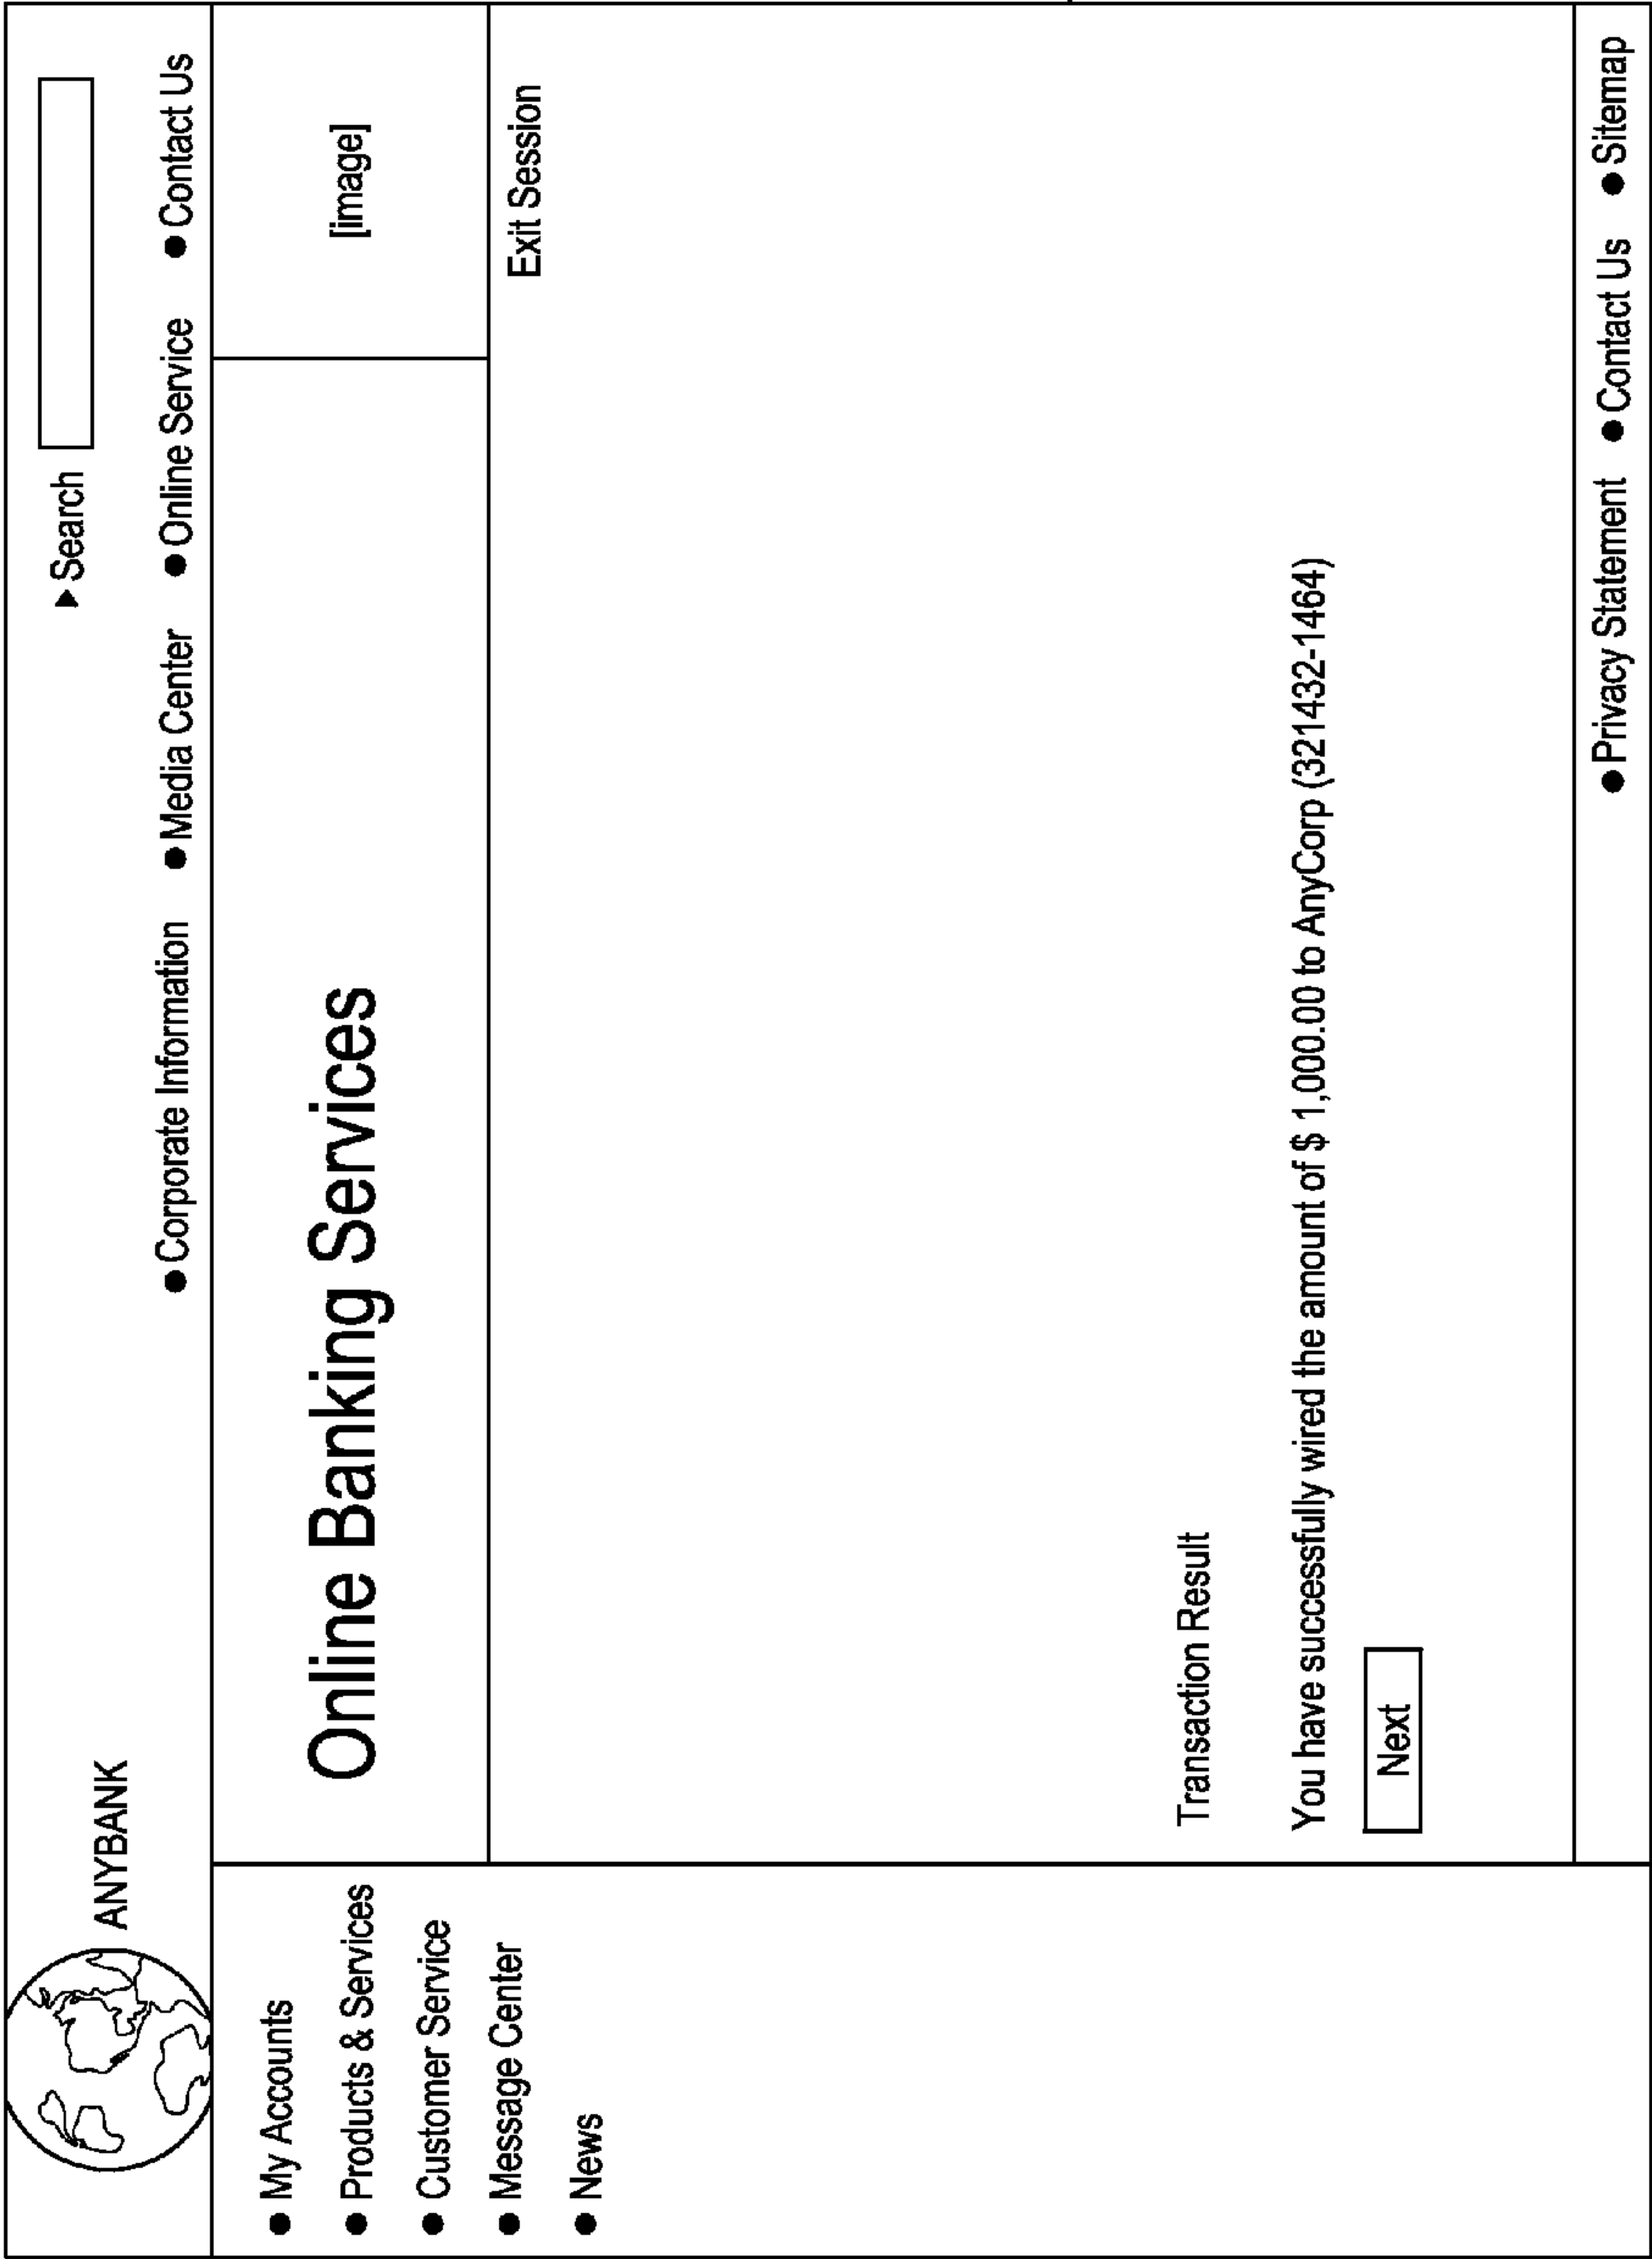 ANYBANK
▶ Search
● Corporate Information ● Media Center ● Online Service ● Contact Us
● My Accounts
● Products & Services
● Customer Service
● Message Center
● News
Online Banking Services
[image]
Exit Session
Transaction Result
You have successfully wired the amount of $ 1,000.00 to AnyCorp (321432-1464)
Next
● Privacy Statement ● Contact Us ● Sitemap